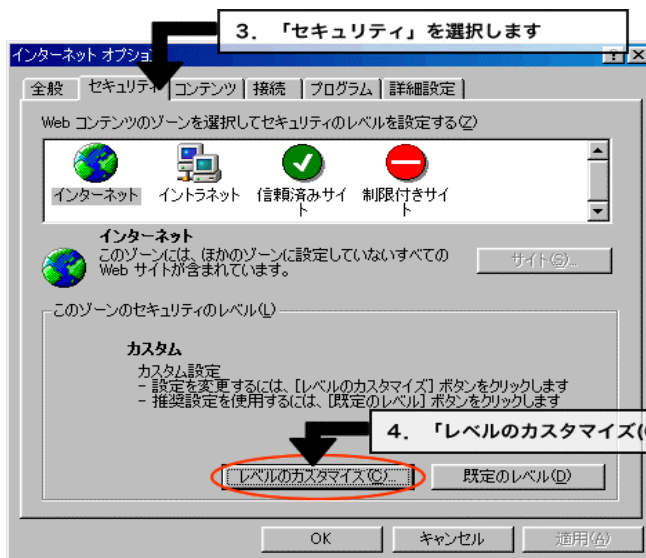 3. 「セキュリティ」を選択します
インターネット オプション
全般 セキュリティ コンテンツ 接続 プログラム 詳細設定
Web コンテンツのゾーンを選択してセキュリティのレベルを設定する(Z)
インターネット イントラネット 信頼済みサイト 制限付きサイト
インターネット
このゾーンには、ほかのゾーンに設定していないすべての
Web サイトが含まれています。
サイト(S)...
このゾーンのセキュリティのレベル(L)
カスタム
カスタム設定
- 設定を変更するには、[レベルのカスタマイズ] ボタンをクリックします
- 推奨設定を使用するには、[既定のレベル] ボタンをクリックします
4. 「レベルのカスタマイズ(
レベルのカスタマイズ(C)... 既定のレベル(D)
OK キャンセル 適用(A)